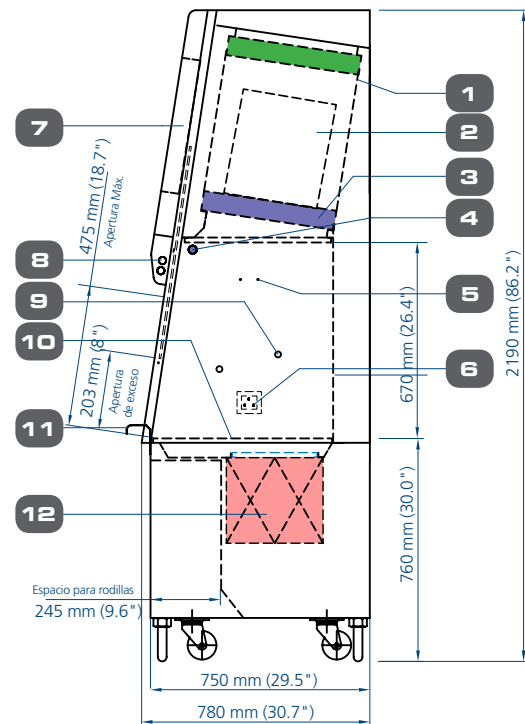 1
2
3
4
5
6
7
8
9
10
11
12
475 mm (18.7")
Apertura Máx.
203 mm (8")
Apertura
de exceso
670 mm (26.4")
2190 mm (86.2")
760 mm (30.0")
Espacio para rodillas
245 mm (9.6")
750 mm (29.5")
780 mm (30.7")